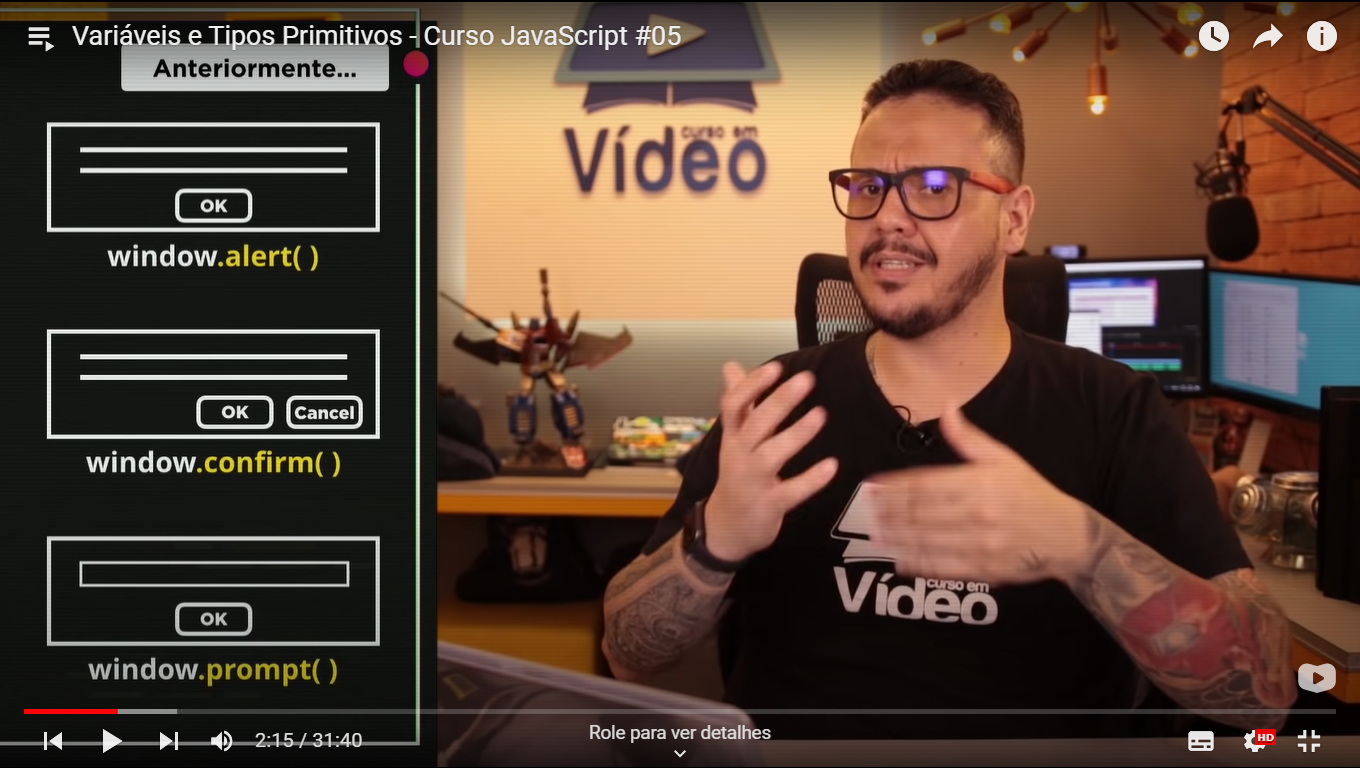 Variáveis e Tipos Primitivos - Curso JavaScript #05
Anteriormente...
OK
window.alert( )
OK
Cancel
window.confirm( )
OK
window.prompt( )
curso em
Vídeo
curso em
Vídeo
2:15 / 31:40
Role para ver detalhes
HD